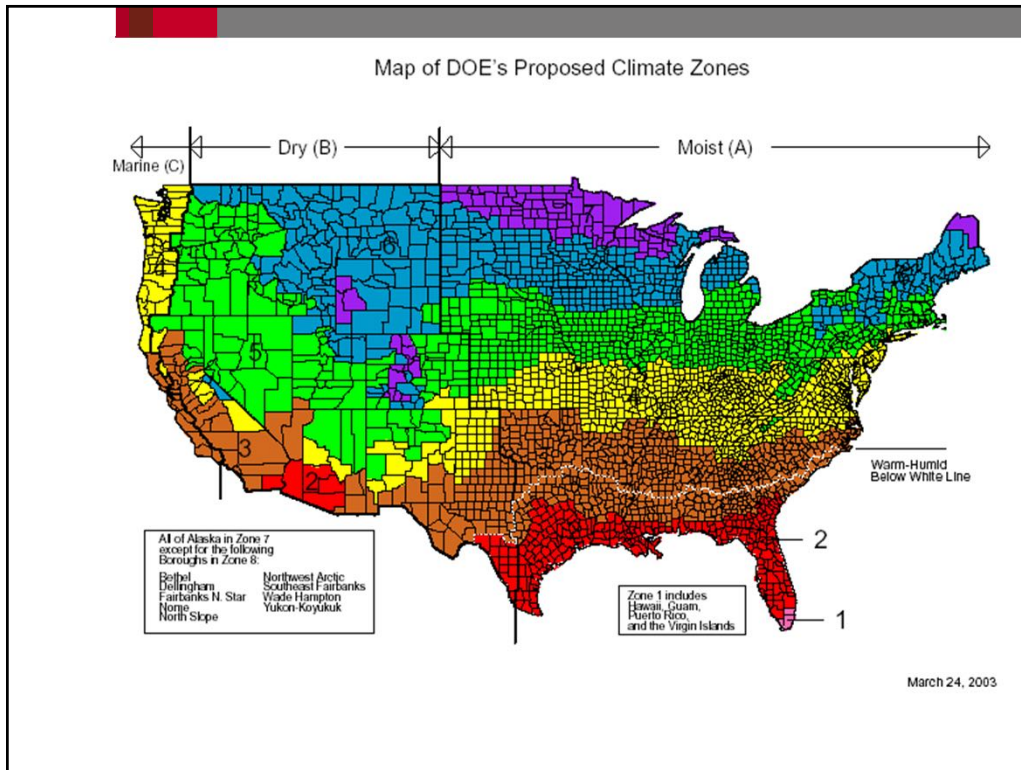 Map of DOE's Proposed Climate Zones
Marine (C)
Dry (B)
Moist (A)
6
4
5
4
3
2
Warm-Humid
Below White Line
2
1
All of Alaska in Zone 7
except for the following
Boroughs in Zone 8:
Bethel Northwest Arctic
Dellingham Southeast Fairbanks
Fairbanks N. Star Wade Hampton
Nome Yukon-Koyukuk
North Slope
Zone 1 includes
Hawaii, Guam,
Puerto Rico,
and the Virgin Islands
March 24, 2003